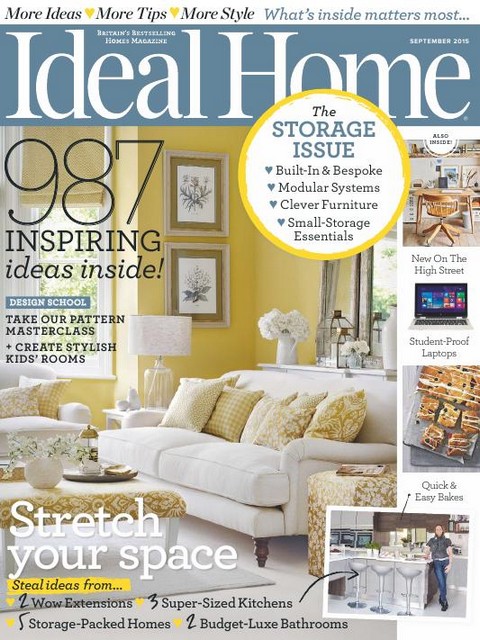 More Ideas ♥ More Tips ♥ More Style What's inside matters most...
BRITAIN'S BESTSELLING
HOMES MAGAZINE
SEPTEMBER 2015
Ideal Home
The
STORAGE
ISSUE
♥ Built-In & Bespoke
♥ Modular Systems
♥ Clever Furniture
♥ Small-Storage
Essentials
ALSO
INSIDE!
987
INSPIRING
ideas inside!
DESIGN SCHOOL
TAKE OUR PATTERN
MASTERCLASS
+ CREATE STYLISH
KIDS' ROOMS
New On The
High Street
Student-Proof
Laptops
Quick &
Easy Bakes
Stretch
your space
Steal ideas from...
♥ 2 Wow Extensions ♥ 3 Super-Sized Kitchens
♥ 5 Storage-Packed Homes ♥ 2 Budget-Luxe Bathrooms